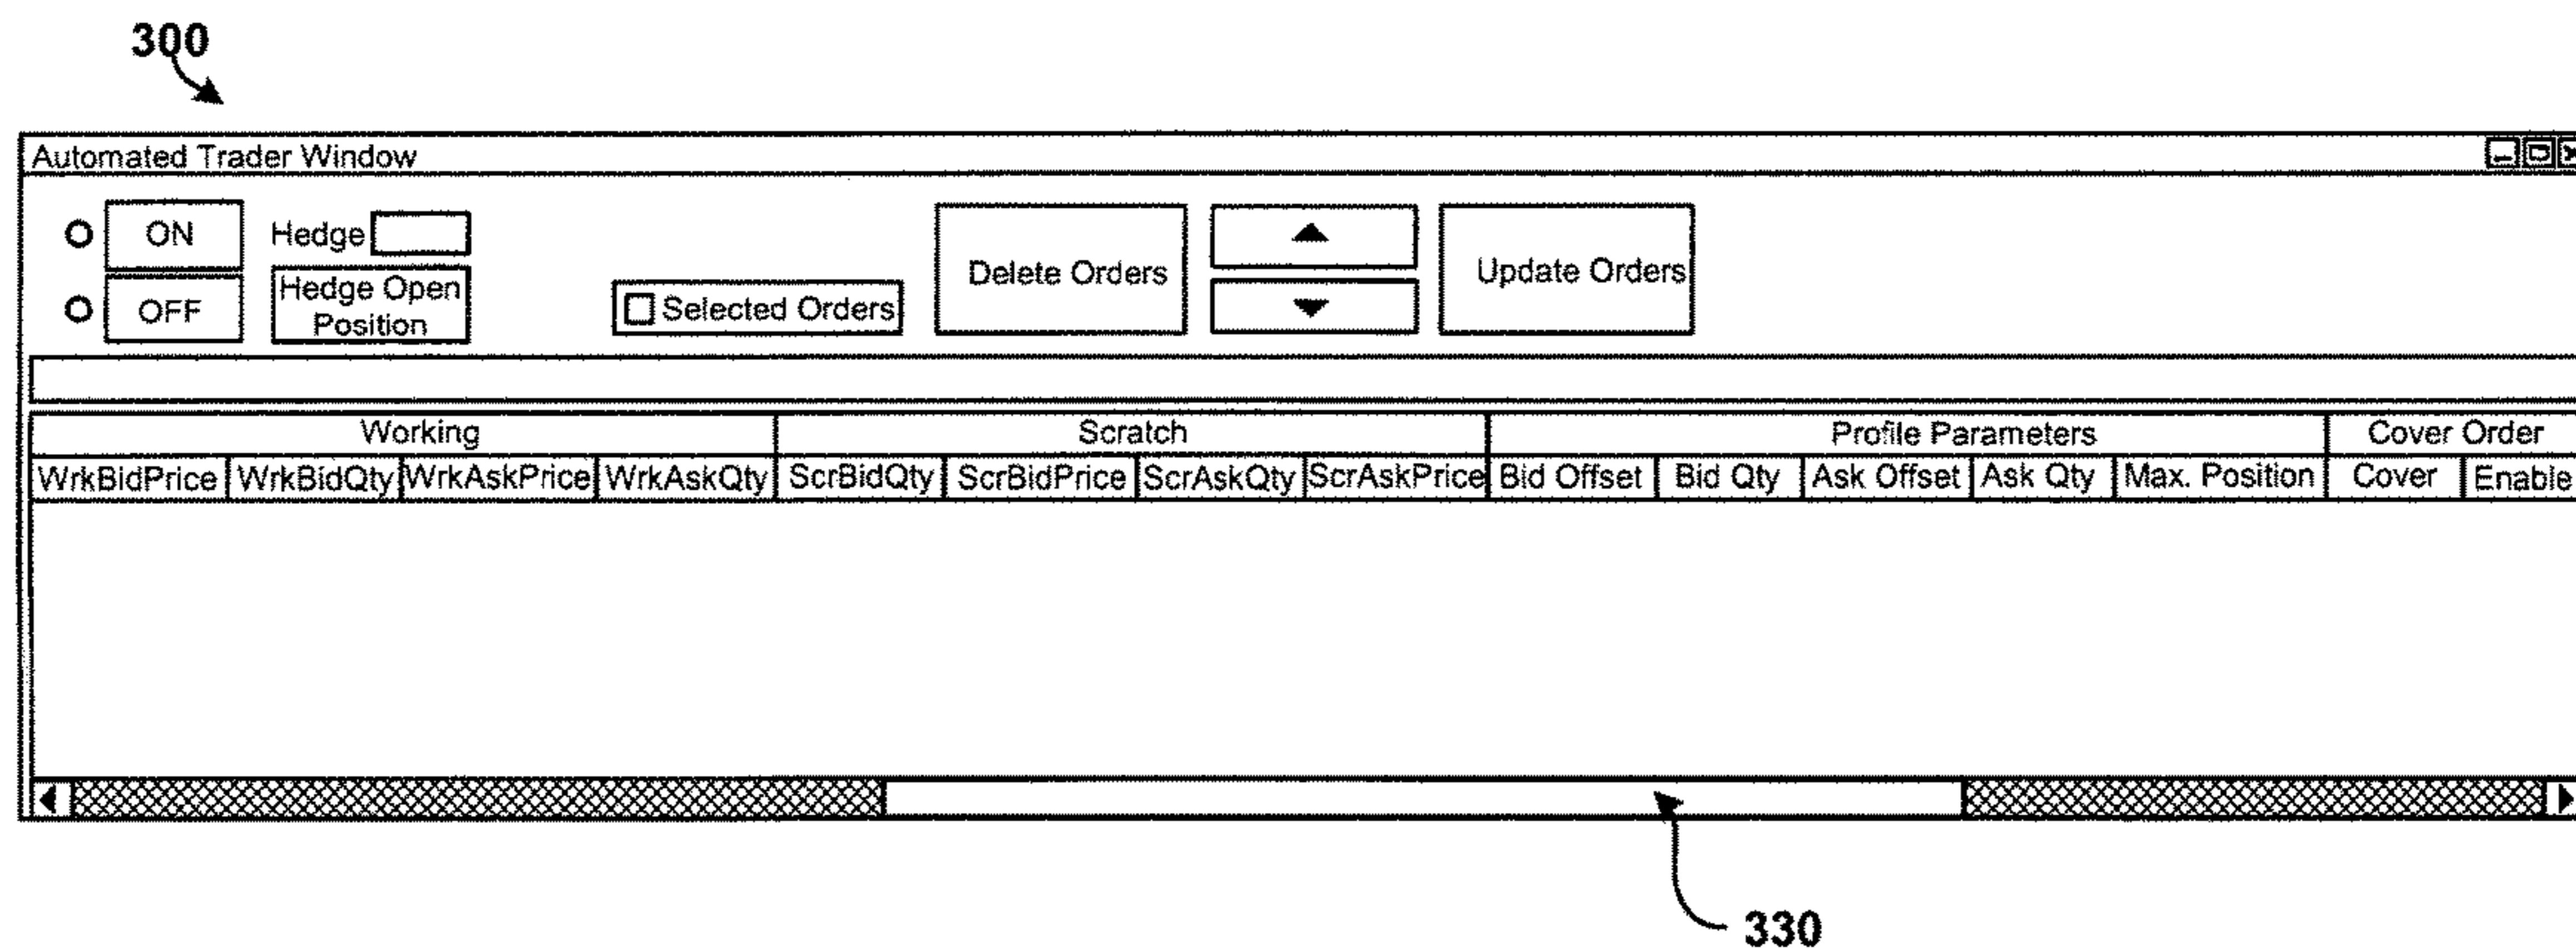 300
Automated Trader Window
ON Hedge
OFF Hedge Open Position
Selected Orders
Delete Orders
Update Orders
Working Scratch Profile Parameters Cover Order
WrkBidPrice WrkBidQty WrkAskPrice WrkAskQty ScrBidQty ScrBidPrice ScrAskQty ScrAskPrice Bid Offset Bid Qty Ask Offset Ask Qty Max. Position Cover Enable
330